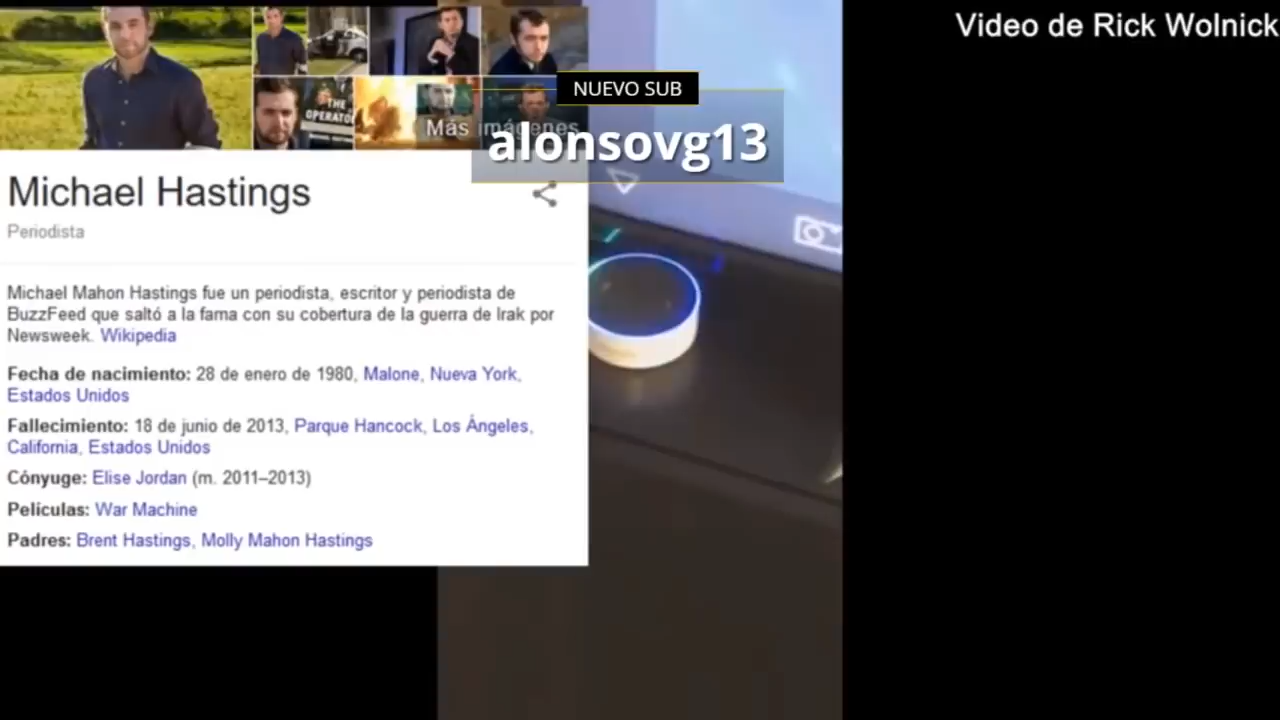 Video de Rick Wolnick
NUEVO SUB
alonsovg13
THE
OPERATO
Más imágenes
Michael Hastings
Periodista
Michael Mahon Hastings fue un periodista, escritor y periodista de
BuzzFeed que saltó a la fama con su cobertura de la guerra de Irak por
Newsweek. Wikipedia
Fecha de nacimiento: 28 de enero de 1980, Malone, Nueva York,
Estados Unidos
Fallecimiento: 18 de junio de 2013, Parque Hancock, Los Ángeles,
California, Estados Unidos
Cónyuge: Elise Jordan (m. 2011–2013)
Películas: War Machine
Padres: Brent Hastings, Molly Mahon Hastings